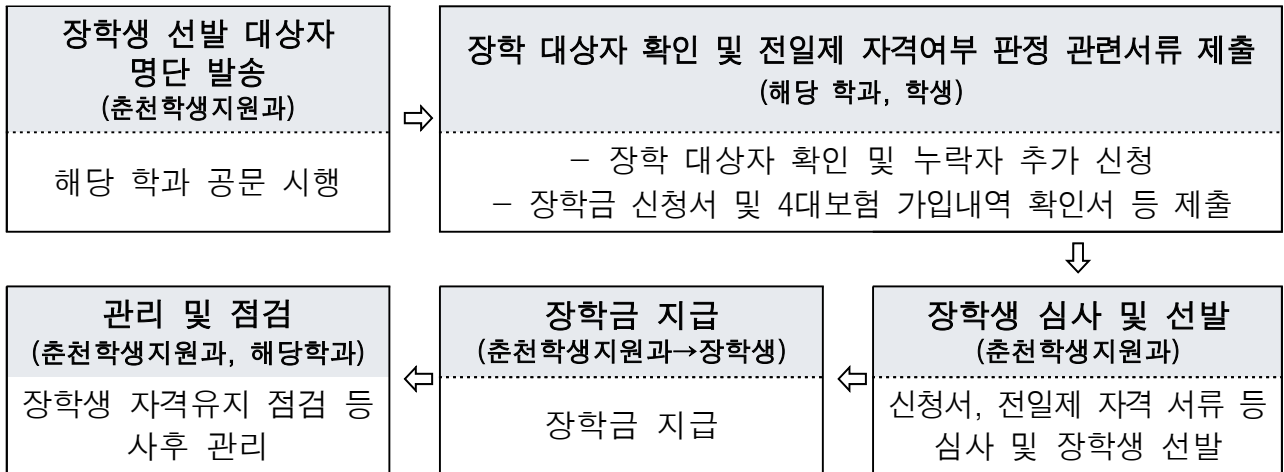 장학생 선발 대상자
명단 발송
(춘천학생지원과)
해당 학과 공문 시행
⇨
장학 대상자 확인 및 전일제 자격여부 판정 관련서류 제출
(해당 학과, 학생)
– 장학 대상자 확인 및 누락자 추가 신청
– 장학금 신청서 및 4대보험 가입내역 확인서 등 제출
⇩
장학생 심사 및 선발
(춘천학생지원과)
신청서, 전일제 자격 서류 등
심사 및 장학생 선발
⇦
장학금 지급
(춘천학생지원과→장학생)
장학금 지급
⇦
관리 및 점검
(춘천학생지원과, 해당학과)
장학생 자격유지 점검 등
사후 관리